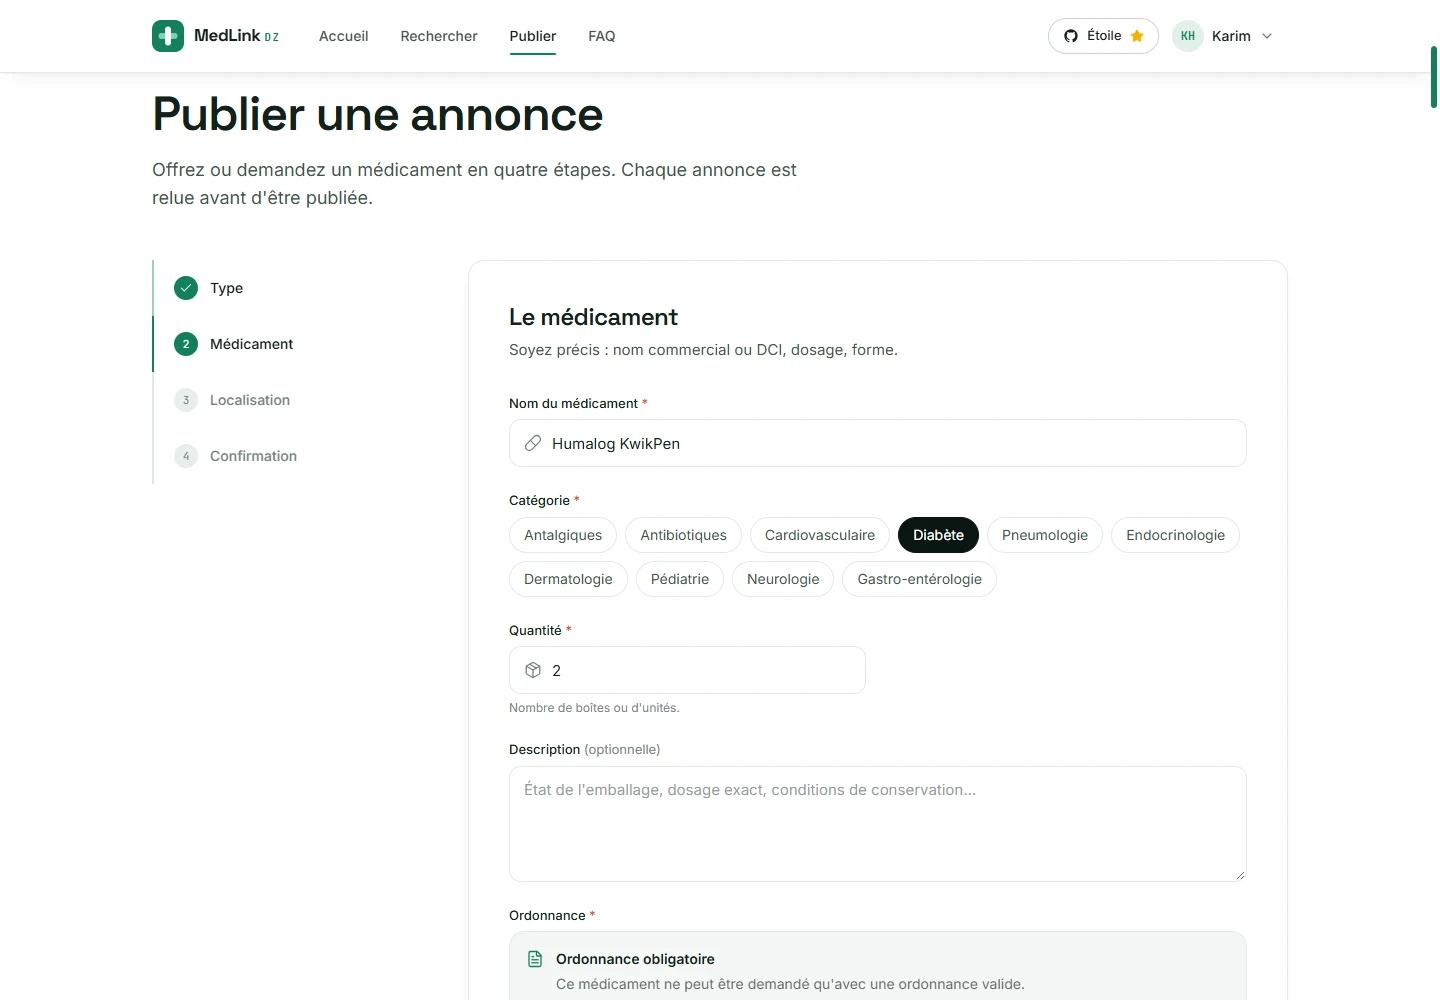 MedLink DZ
Accueil
Rechercher
Publier
FAQ
Étoile
KH
Karim
Publier une annonce
Offrez ou demandez un médicament en quatre étapes. Chaque annonce est
relue avant d'être publiée.
Type
2 Médicament
3 Localisation
4 Confirmation
Le médicament
Soyez précis : nom commercial ou DCI, dosage, forme.
Nom du médicament *
Humalog KwikPen
Catégorie *
Antalgiques
Antibiotiques
Cardiovasculaire
Diabète
Pneumologie
Endocrinologie
Dermatologie
Pédiatrie
Neurologie
Gastro-entérologie
Quantité *
2
Nombre de boîtes ou d'unités.
Description (optionnelle)
État de l'emballage, dosage exact, conditions de conservation...
Ordonnance *
Ordonnance obligatoire
Ce médicament ne peut être demandé qu'avec une ordonnance valide.